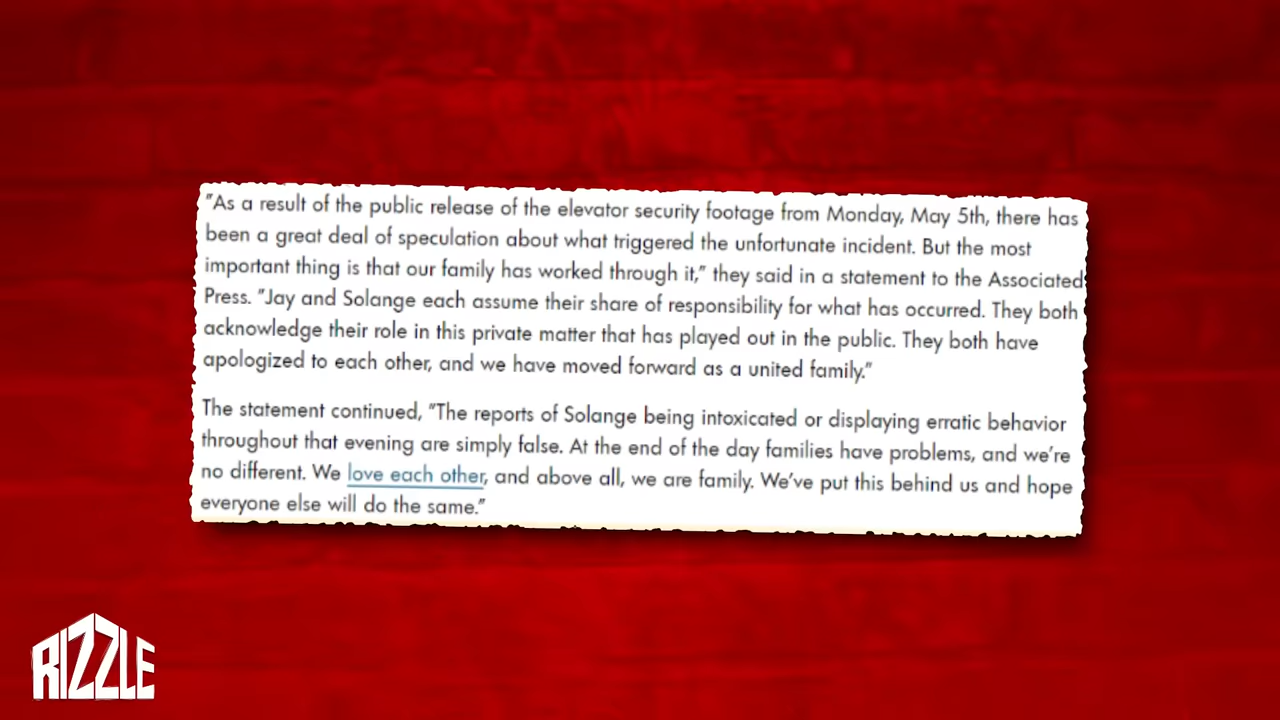 "As a result of the public release of the elevator security footage from Monday, May 5th, there has
been a great deal of speculation about what triggered the unfortunate incident. But the most
important thing is that our family has worked through it," they said in a statement to the Associated
Press. "Jay and Solange each assume their share of responsibility for what has occurred. They both
acknowledge their role in this private matter that has played out in the public. They both have
apologized to each other, and we have moved forward as a united family."
The statement continued, "The reports of Solange being intoxicated or displaying erratic behavior
throughout that evening are simply false. At the end of the day families have problems, and we're
no different. We love each other, and above all, we are family. We've put this behind us and hope
everyone else will do the same."
RIZZLE